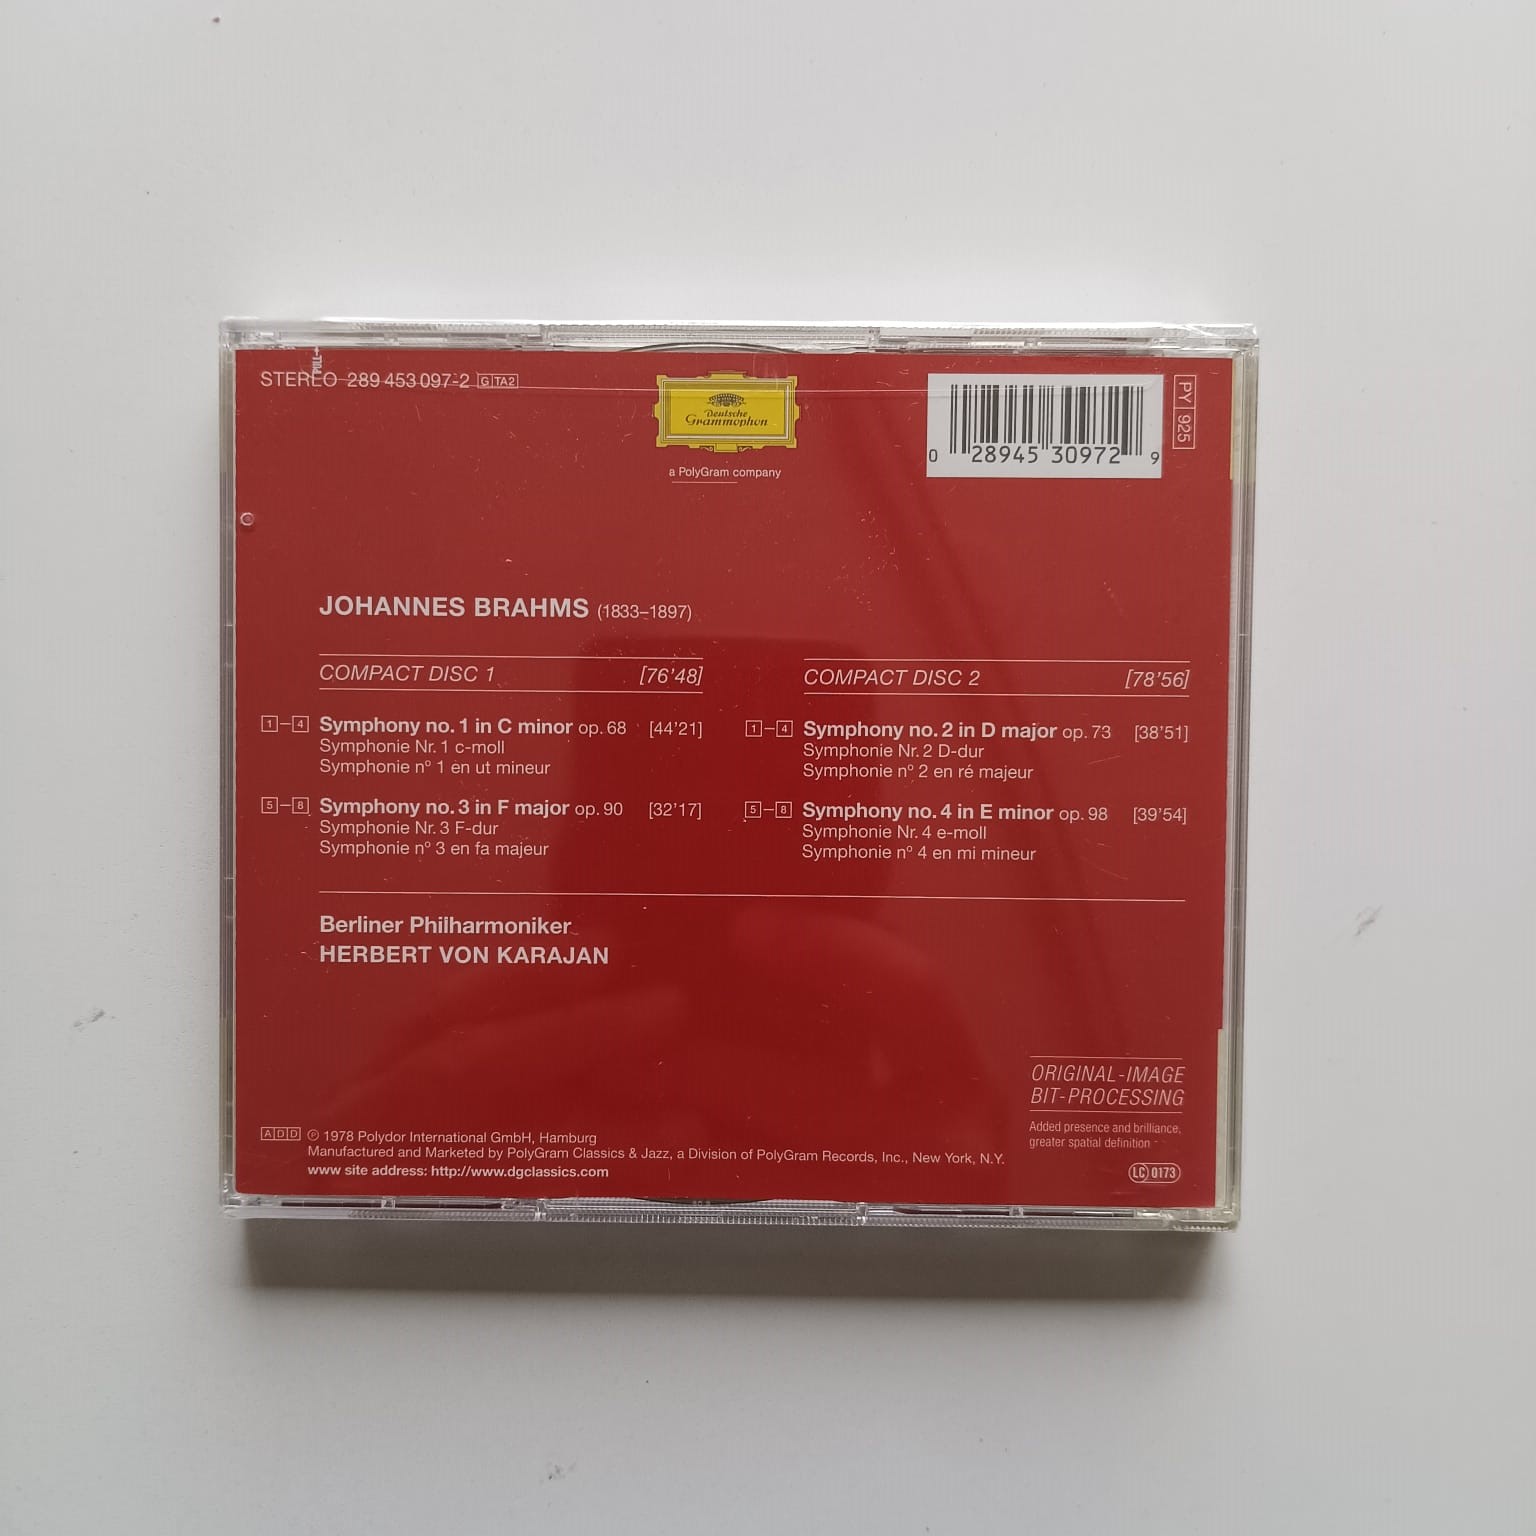 STEREO 289 453 097-2 G TA2
Deutsche
Grammophon
a PolyGram company
0 28945 30972 9
PY 925
JOHANNES BRAHMS (1833–1897)
COMPACT DISC 1 [76'48]
1–4 Symphony no. 1 in C minor op. 68 [44'21]
Symphonie Nr. 1 c-moll
Symphonie nº 1 en ut mineur
5–8 Symphony no. 3 in F major op. 90 [32'17]
Symphonie Nr. 3 F-dur
Symphonie nº 3 en fa majeur
COMPACT DISC 2 [78'56]
1–4 Symphony no. 2 in D major op. 73 [38'51]
Symphonie Nr. 2 D-dur
Symphonie nº 2 en ré majeur
5–8 Symphony no. 4 in E minor op. 98 [39'54]
Symphonie Nr. 4 e-moll
Symphonie nº 4 en mi mineur
Berliner Philharmoniker
HERBERT VON KARAJAN
ORIGINAL-IMAGE
BIT-PROCESSING
Added presence and brilliance,
greater spatial definition
ADD ℗ 1978 Polydor International GmbH, Hamburg
Manufactured and Marketed by PolyGram Classics & Jazz, a Division of PolyGram Records, Inc., New York, N.Y.
www site address: http://www.dgclassics.com
LC 0173